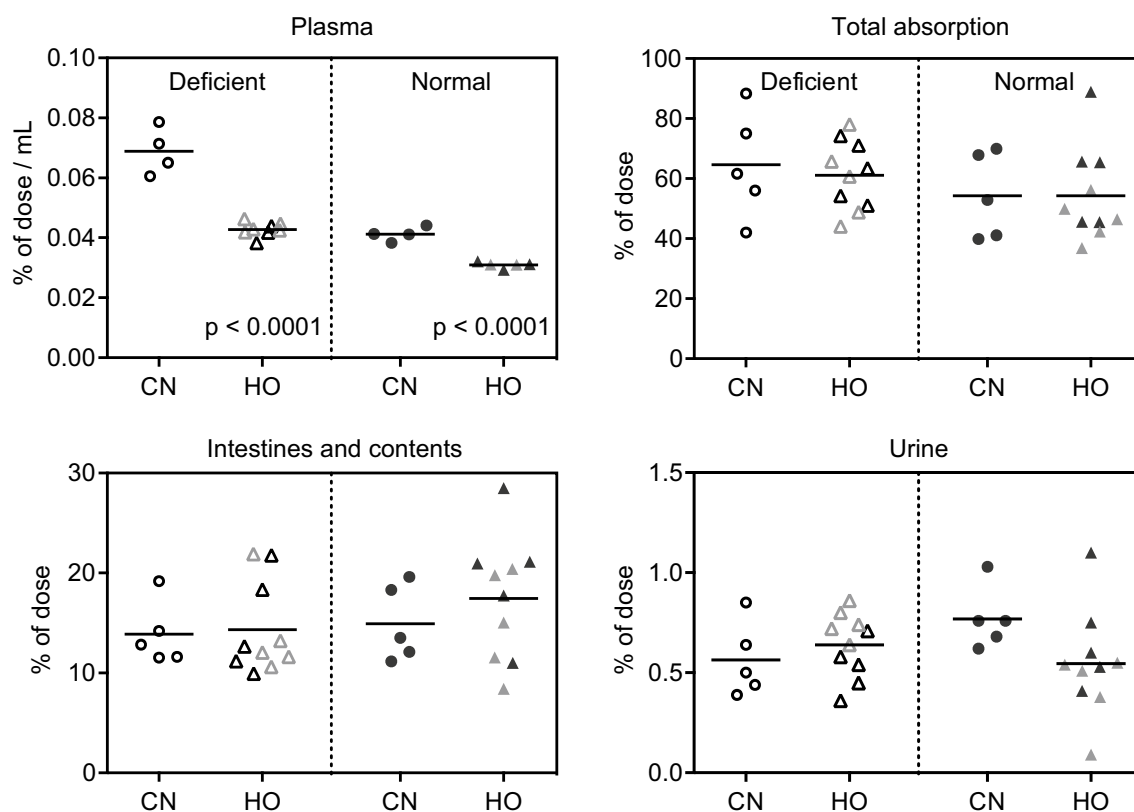 Plasma
% of dose / mL
0.10
0.08
0.06
0.04
0.02
0.00
Deficient
Normal
p < 0.0001
p < 0.0001
CN
HO
CN
HO
Total absorption
% of dose
100
80
60
40
20
0
Deficient
Normal
CN
HO
CN
HO
Intestines and contents
% of dose
30
20
10
0
CN
HO
CN
HO
Urine
% of dose
1.5
1.0
0.5
0.0
CN
HO
CN
HO